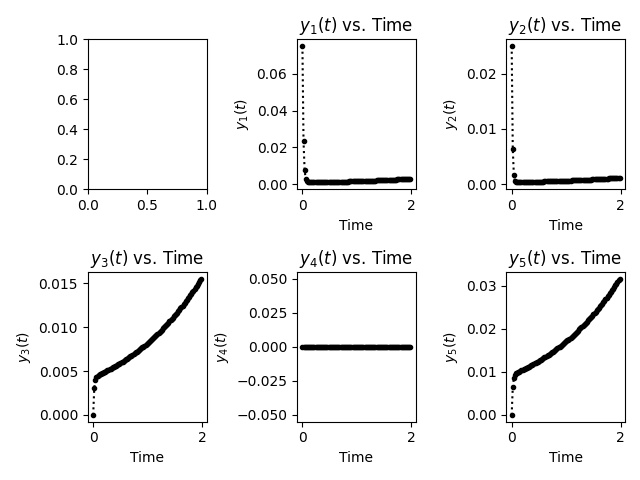 1.0
0.8
0.6
0.4
0.2
0.0
0.0 0.5 1.0
y₁(t) vs. Time
y₁(t)
0.06
0.04
0.02
0.00
0 2
Time
y₂(t) vs. Time
y₂(t)
0.02
0.01
0.00
0 2
Time
y₃(t) vs. Time
y₃(t)
0.015
0.010
0.005
0.000
0 2
Time
y₄(t) vs. Time
y₄(t)
0.050
0.025
0.000
−0.025
−0.050
0 2
Time
y₅(t) vs. Time
y₅(t)
0.03
0.02
0.01
0.00
0 2
Time